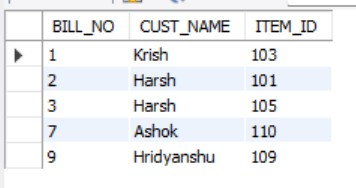 BILL_NO CUST_NAME ITEM_ID
1 Krish 103
2 Harsh 101
3 Harsh 105
7 Ashok 110
9 Hridyanshu 109